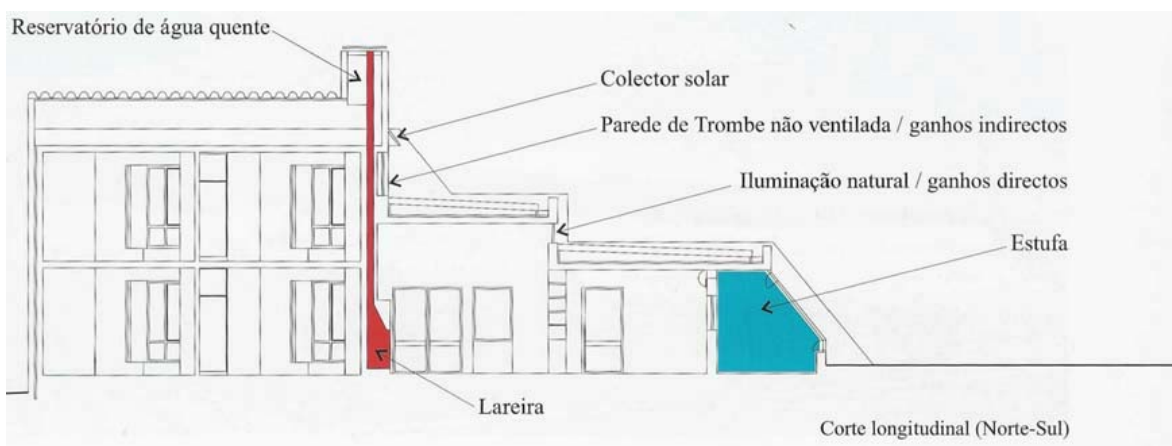 Reservatório de água quente
Colector solar
Parede de Trombe não ventilada / ganhos indirectos
Iluminação natural / ganhos directos
Estufa
Lareira
Corte longitudinal (Norte-Sul)